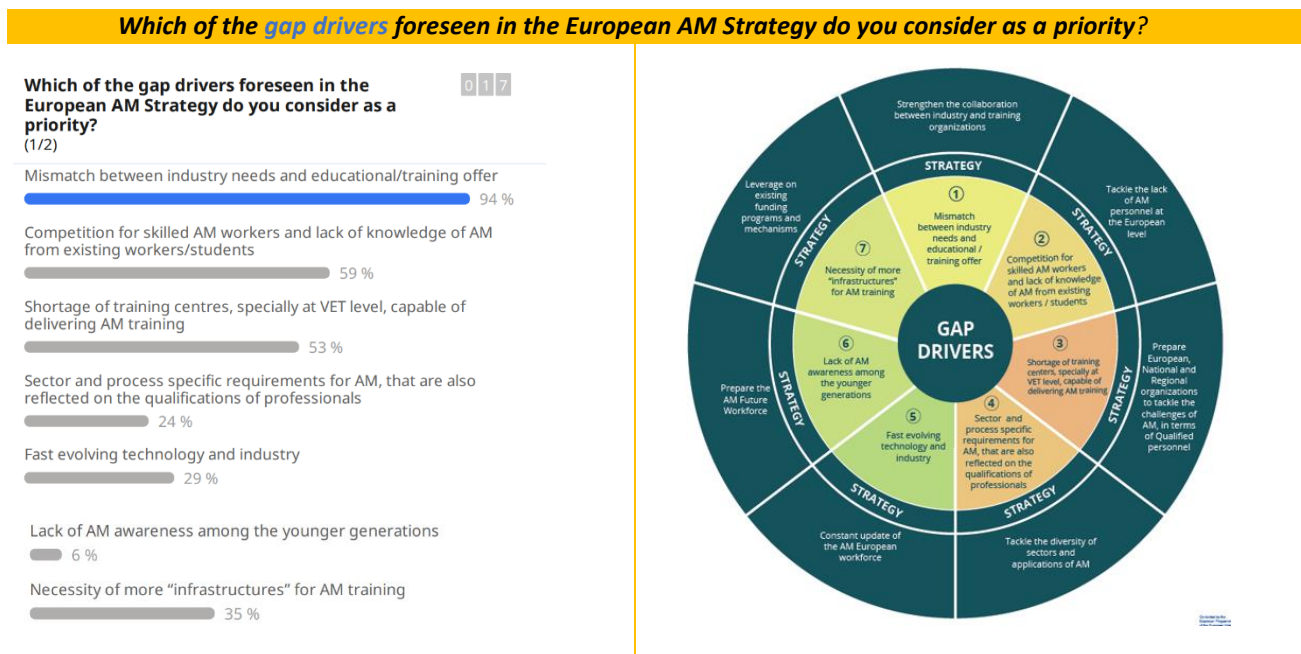 Which of the gap drivers foreseen in the European AM Strategy do you consider as a priority?
Which of the gap drivers foreseen in the
European AM Strategy do you consider as a
priority?
(1/2)
0 1 7
Mismatch between industry needs and educational/training offer
94 %
Competition for skilled AM workers and lack of knowledge of AM
from existing workers/students
59 %
Shortage of training centres, specially at VET level, capable of
delivering AM training
53 %
Sector and process specific requirements for AM, that are also
reflected on the qualifications of professionals
24 %
Fast evolving technology and industry
29 %
Lack of AM awareness among the younger generations
6 %
Necessity of more “infrastructures” for AM training
35 %
GAP
DRIVERS
Strengthen the collaboration
between industry and training
organizations
STRATEGY
1
Mismatch
between industry
needs and
educational /
training offer
Tackle the lack
of AM
personnel at
the European
level
STRATEGY
2
Competition for
skilled AM workers
and lack of knowledge
of AM from existing
workers / students
Prepare
European,
National and
Regional
organizations
to tackle the
challenges of
AM, in terms
of Qualified
personnel
STRATEGY
3
Shortage of training
centers, specially at
VET level, capable of
delivering AM training
Tackle the diversity of
sectors and
applications of AM
STRATEGY
4
Sector and
process specific
requirements for
AM, that are also
reflected on the
qualifications of
professionals
Constant update of
the AM European
workforce
STRATEGY
5
Fast evolving
technology and
industry
Prepare the
AM Future
Workforce
STRATEGY
6
Lack of AM
awareness among
the younger
generations
Leverage on
existing
funding
programs and
mechanisms
STRATEGY
7
Necessity of more
“infrastructures”
for AM training